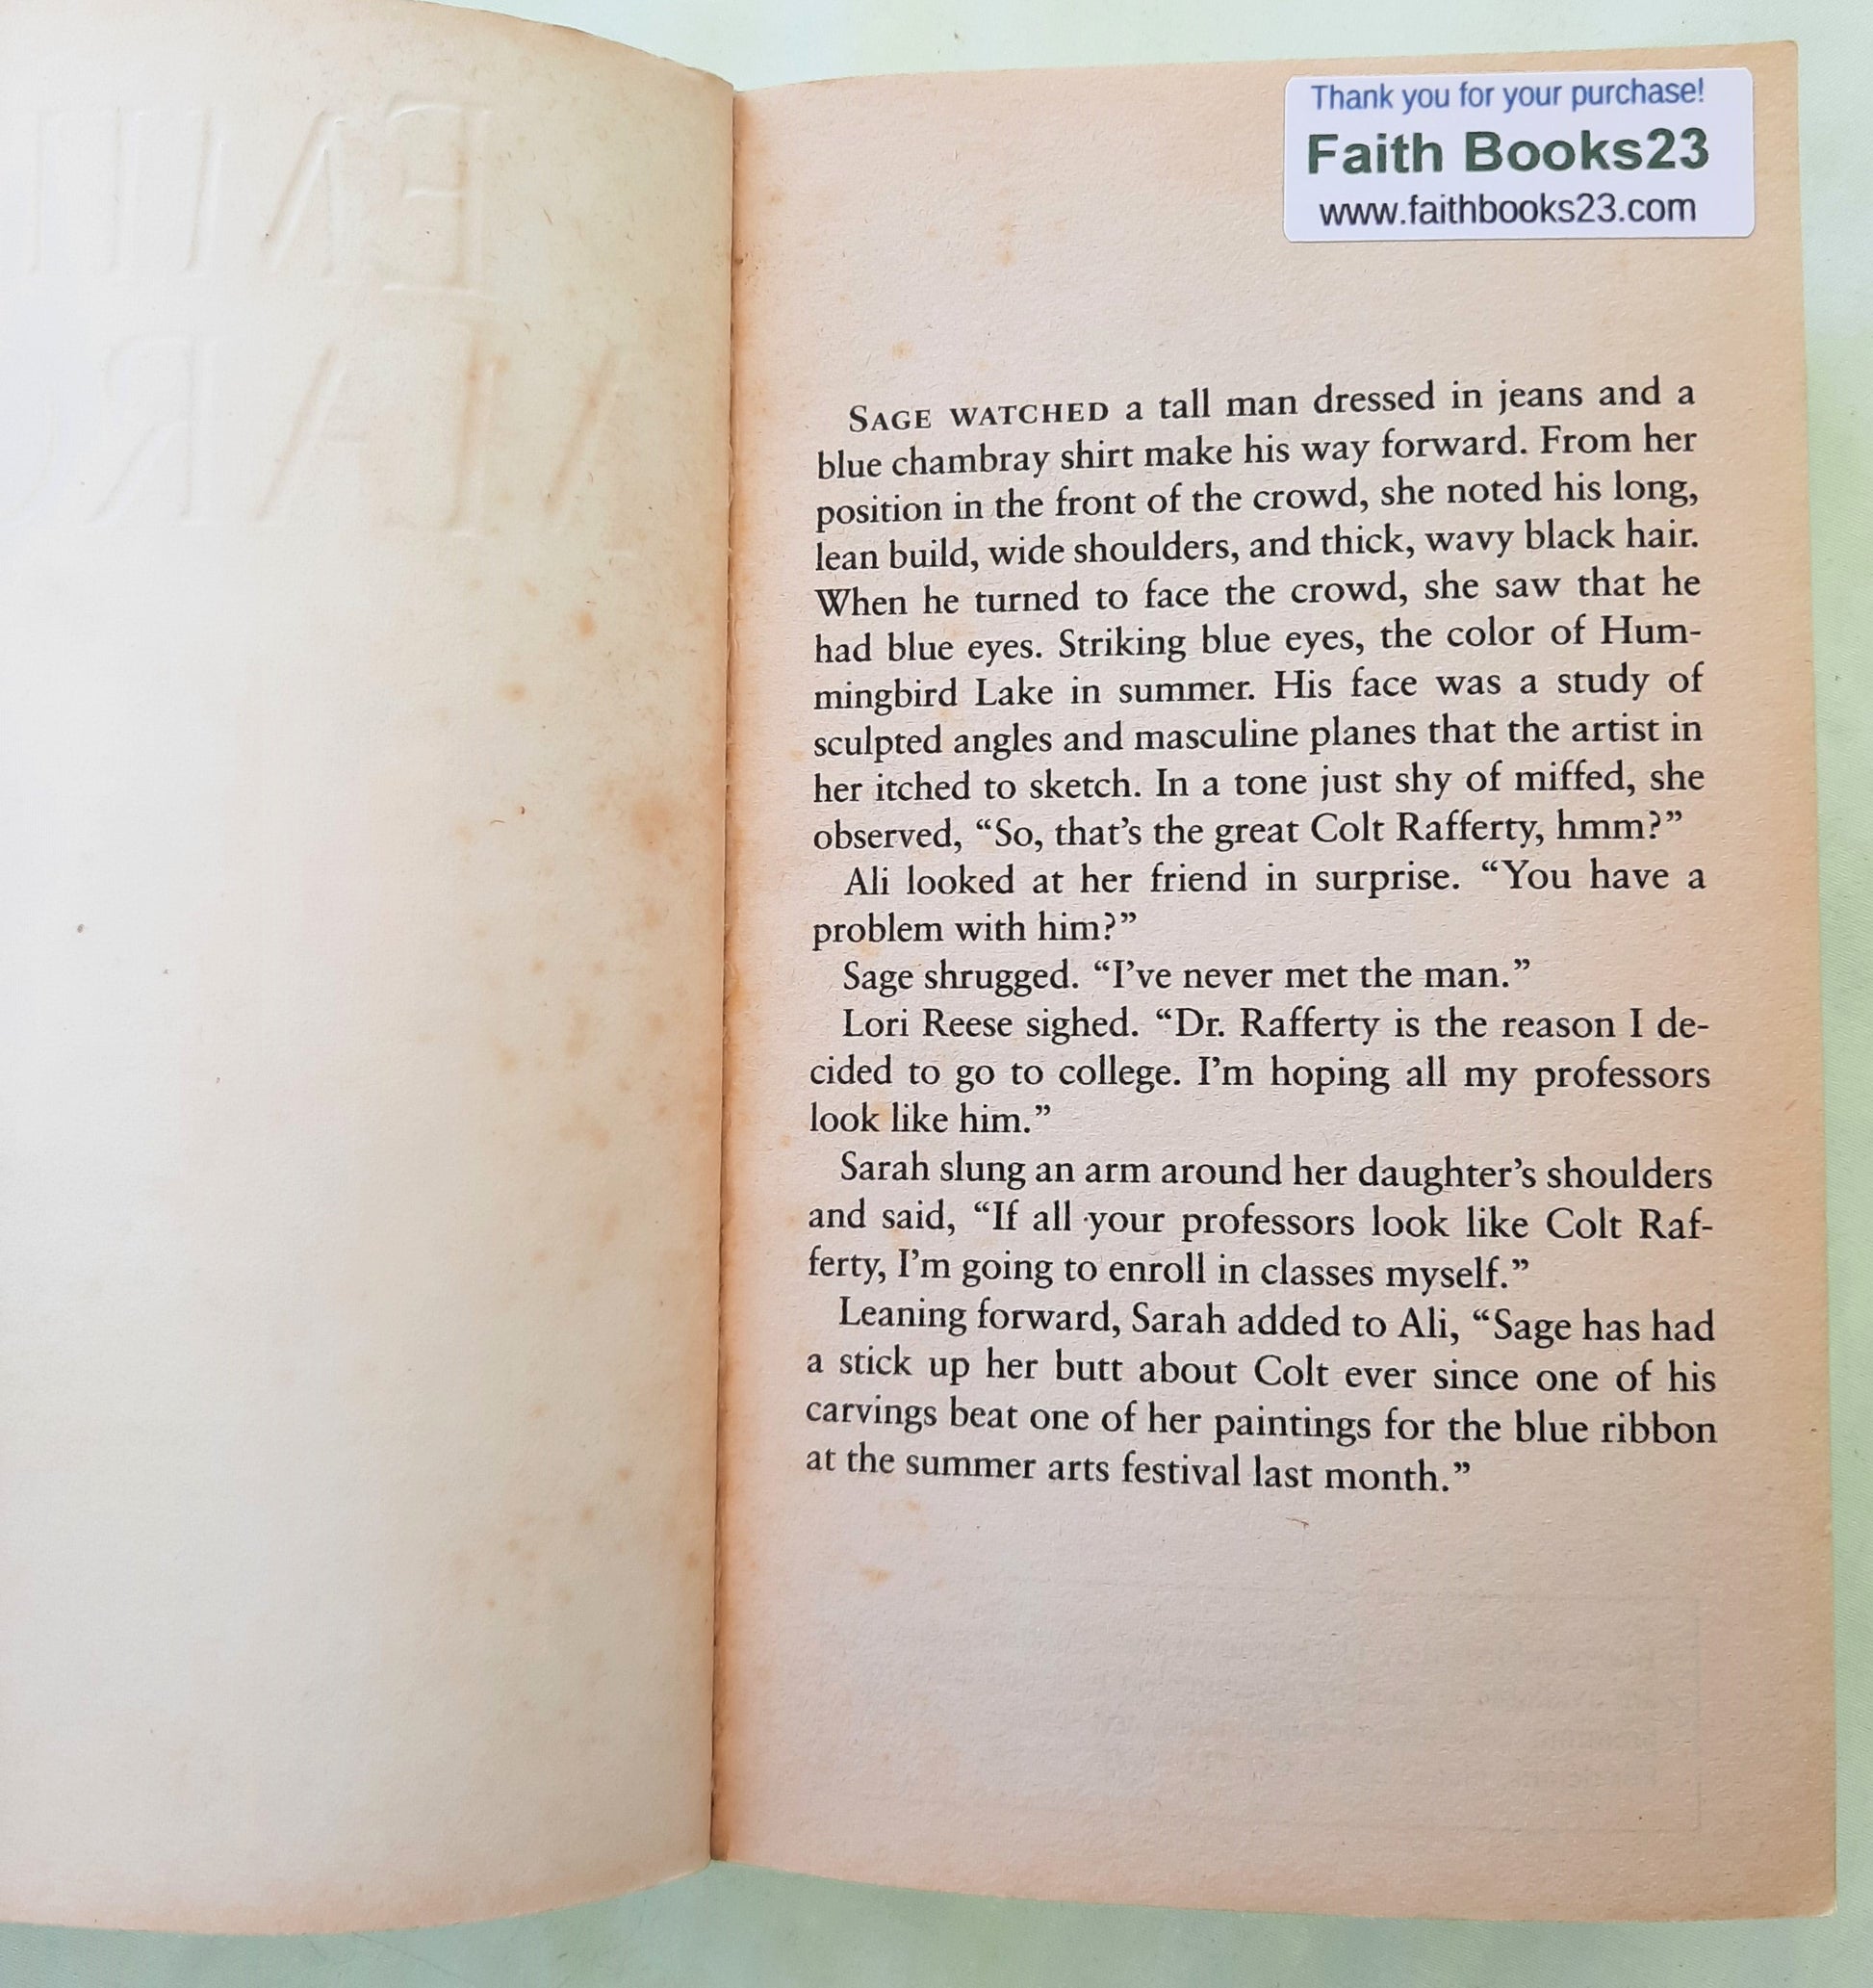 Thank you for your purchase!
Faith Books23
www.faithbooks23.com
SAGE WATCHED a tall man dressed in jeans and a
blue chambray shirt make his way forward. From her
position in the front of the crowd, she noted his long,
lean build, wide shoulders, and thick, wavy black hair.
When he turned to face the crowd, she saw that he
had blue eyes. Striking blue eyes, the color of Hum-
mingbird Lake in summer. His face was a study of
sculpted angles and masculine planes that the artist in
her itched to sketch. In a tone just shy of miffed, she
observed, “So, that’s the great Colt Rafferty, hmm?”
Ali looked at her friend in surprise. “You have a
problem with him?”
Sage shrugged. “I’ve never met the man.”
Lori Reese sighed. “Dr. Rafferty is the reason I de-
cided to go to college. I’m hoping all my professors
look like him.”
Sarah slung an arm around her daughter’s shoulders
and said, “If all your professors look like Colt Raf-
ferty, I’m going to enroll in classes myself.”
Leaning forward, Sarah added to Ali, “Sage has had
a stick up her butt about Colt ever since one of his
carvings beat one of her paintings for the blue ribbon
at the summer arts festival last month.”